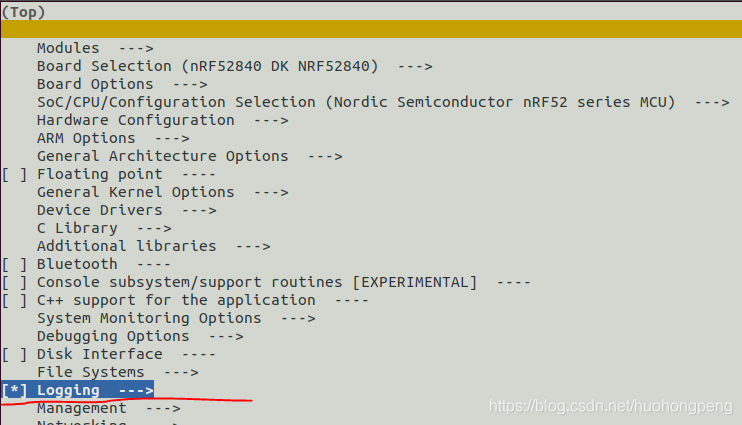 (Top)
Modules --->
Board Selection (nRF52840 DK NRF52840) --->
Board Options --->
SoC/CPU/Configuration Selection (Nordic Semiconductor nRF52 series MCU) --->
Hardware Configuration --->
ARM Options --->
General Architecture Options --->
[ ] Floating point ----
General Kernel Options --->
Device Drivers --->
C Library --->
Additional libraries --->
[ ] Bluetooth ----
[ ] Console subsystem/support routines [EXPERIMENTAL] ----
[ ] C++ support for the application ----
System Monitoring Options --->
Debugging Options --->
[ ] Disk Interface ----
File Systems --->
[*] Logging --->
Management --->
Networking --->
https://blog.csdn.net/huohongpeng